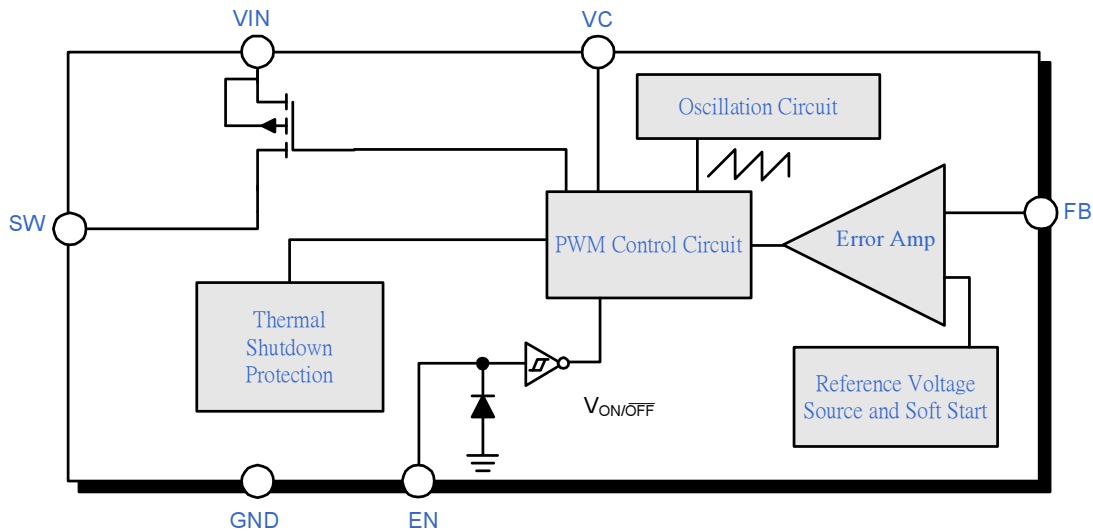 VIN
VC
Oscillation Circuit
SW
FB
Error Amp
PWM Control Circuit
Thermal
Shutdown
Protection
Reference Voltage
Source and Soft Start
VON/OFF
GND
EN